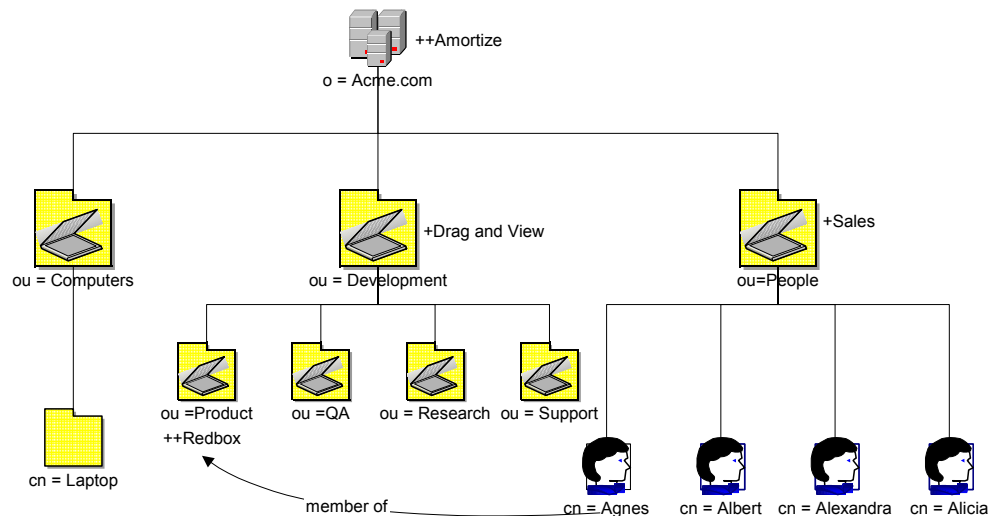 ++Amortize
o = Acme.com
+Drag and View
+Sales
ou = Computers
ou = Development
ou=People
ou =Product
ou =QA
ou = Research
ou = Support
++Redbox
cn = Laptop
member of
cn = Agnes
cn = Albert
cn = Alexandra
cn = Alicia